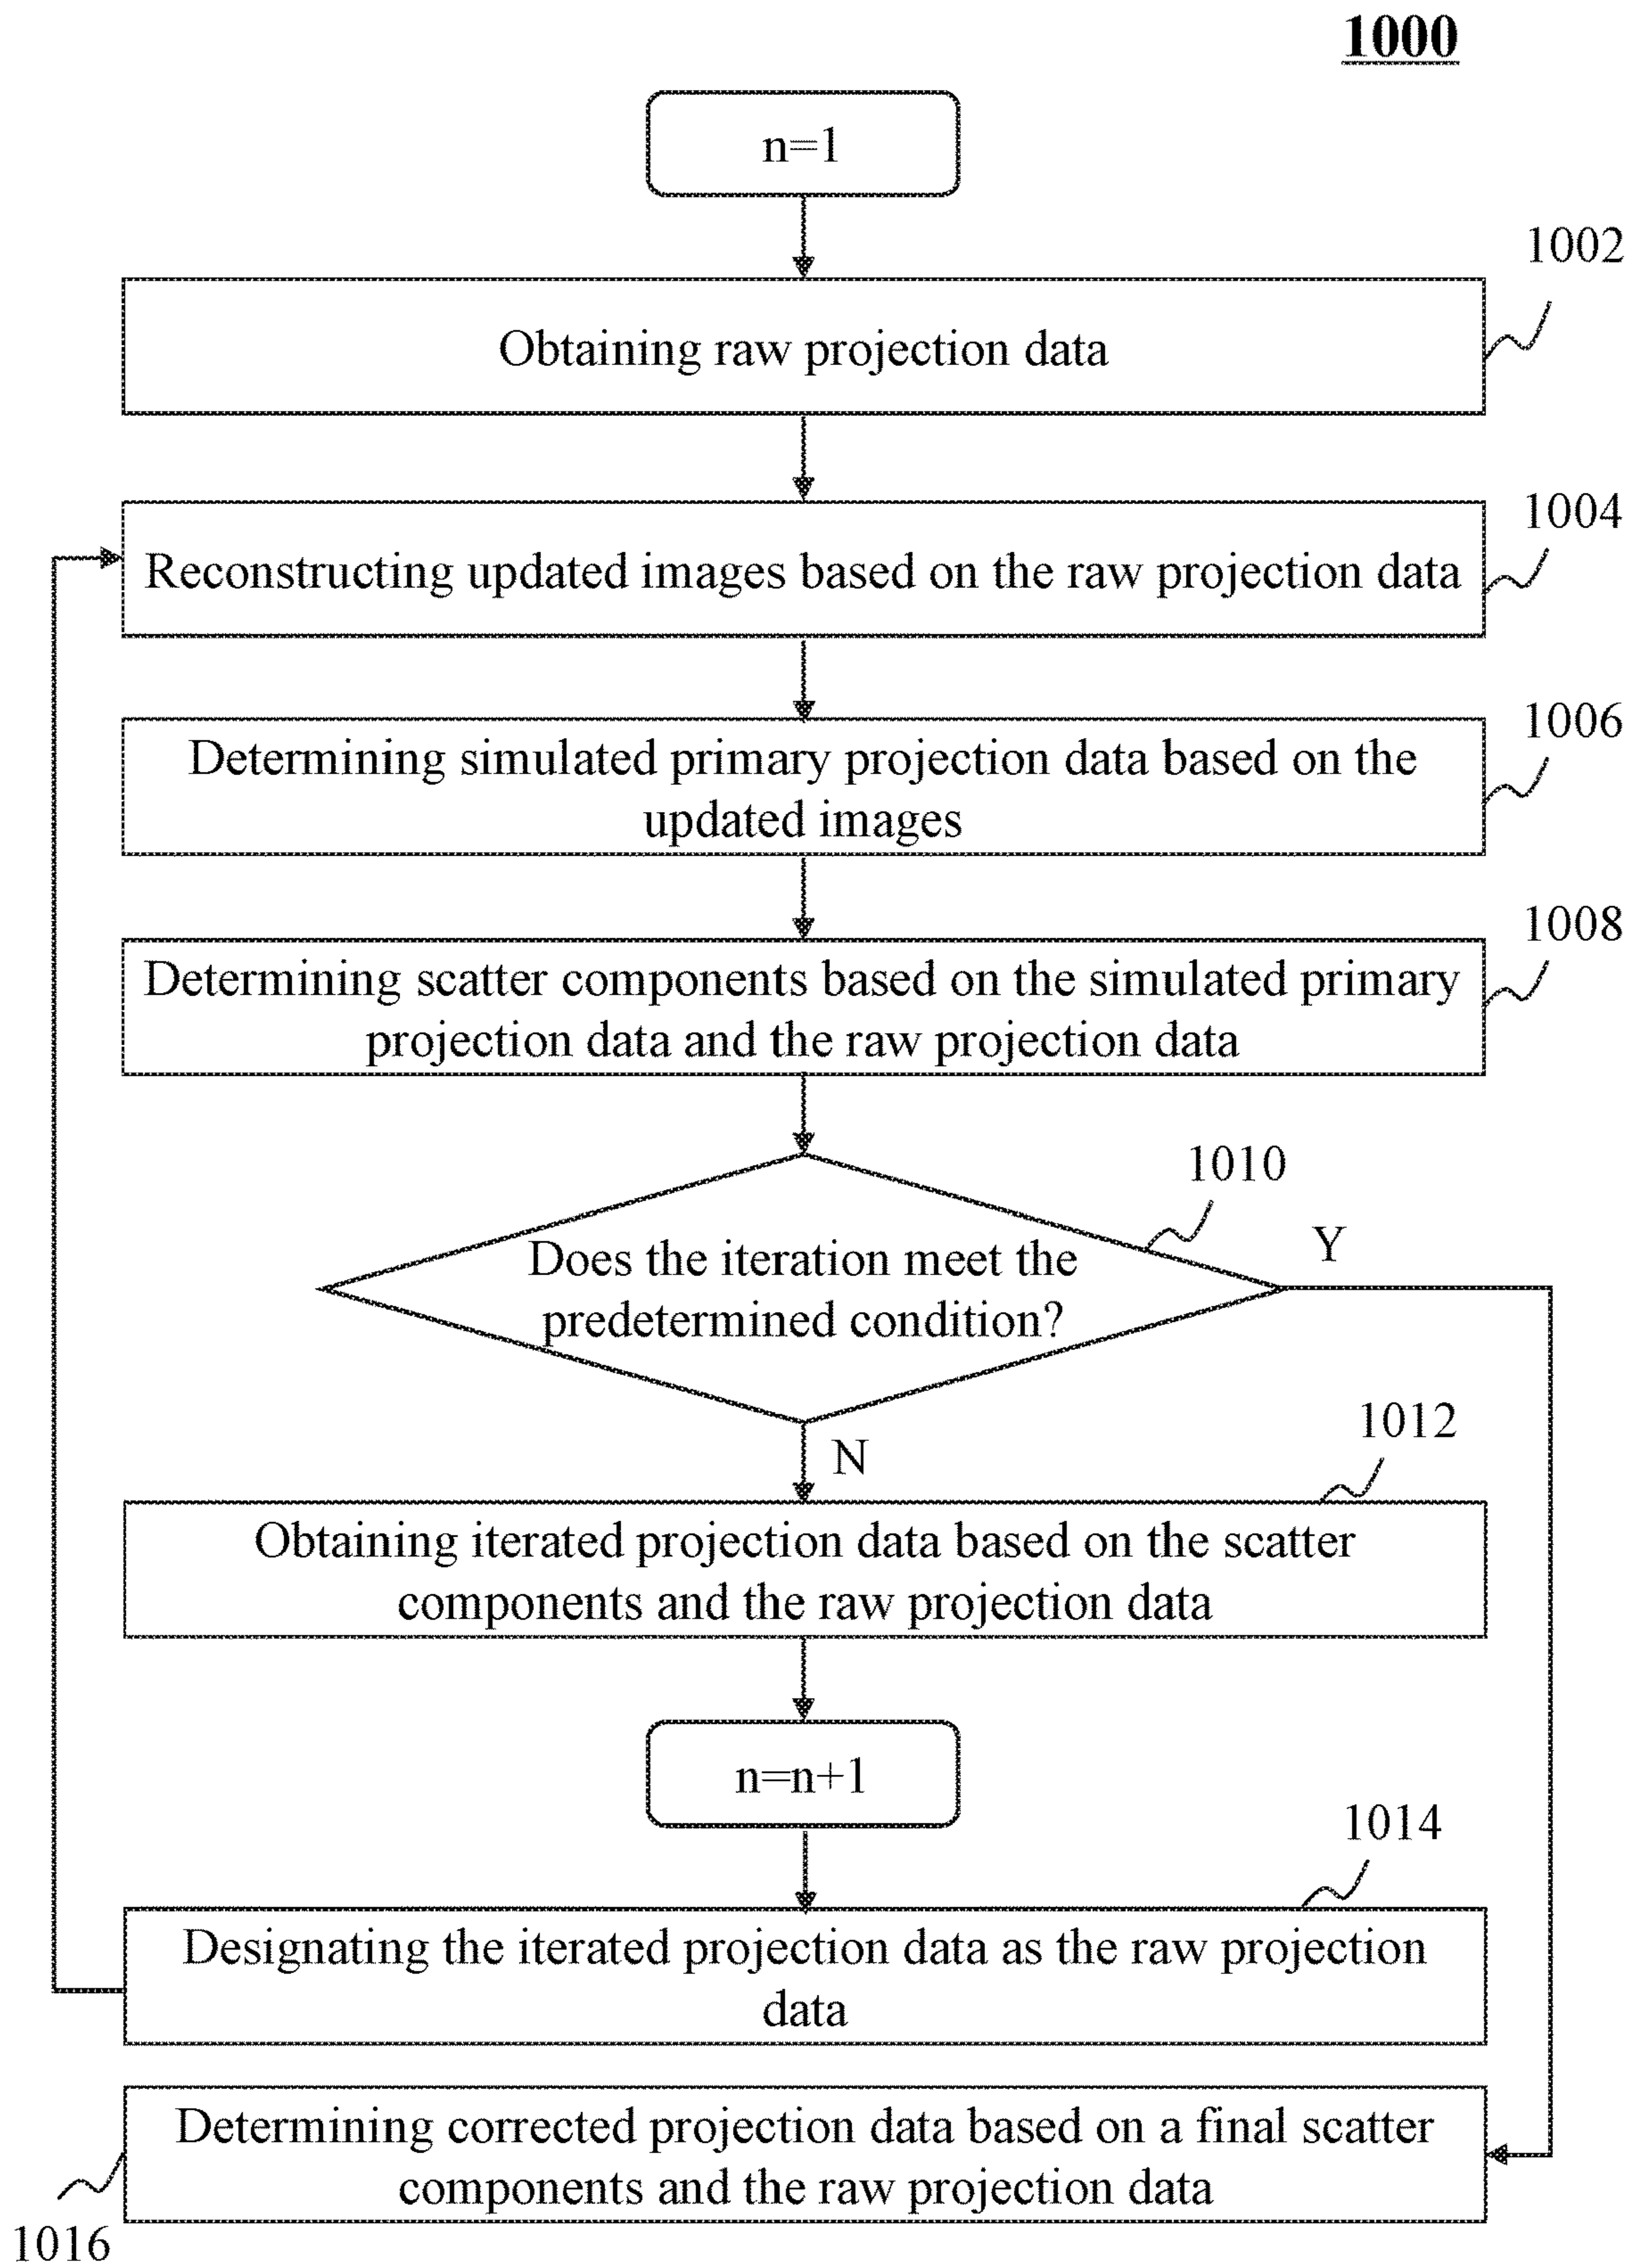 1000
n=1
1002
Obtaining raw projection data
1004
Reconstructing updated images based on the raw projection data
1006
Determining simulated primary projection data based on the
updated images
1008
Determining scatter components based on the simulated primary
projection data and the raw projection data
1010
Does the iteration meet the
predetermined condition?
Y
N
1012
Obtaining iterated projection data based on the scatter
components and the raw projection data
n=n+1
1014
Designating the iterated projection data as the raw projection
data
Determining corrected projection data based on a final scatter
components and the raw projection data
1016